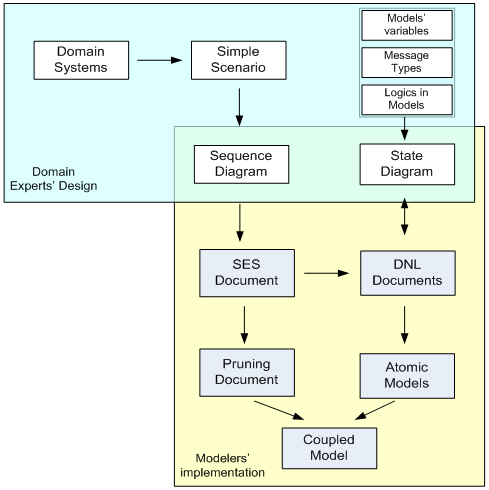 Domain
Systems
Simple
Scenario
Models'
variables
Message
Types
Logics in
Models
Sequence
Diagram
State
Diagram
Domain
Experts' Design
SES
Document
DNL
Documents
Pruning
Document
Atomic
Models
Coupled
Model
Modelers'
implementation